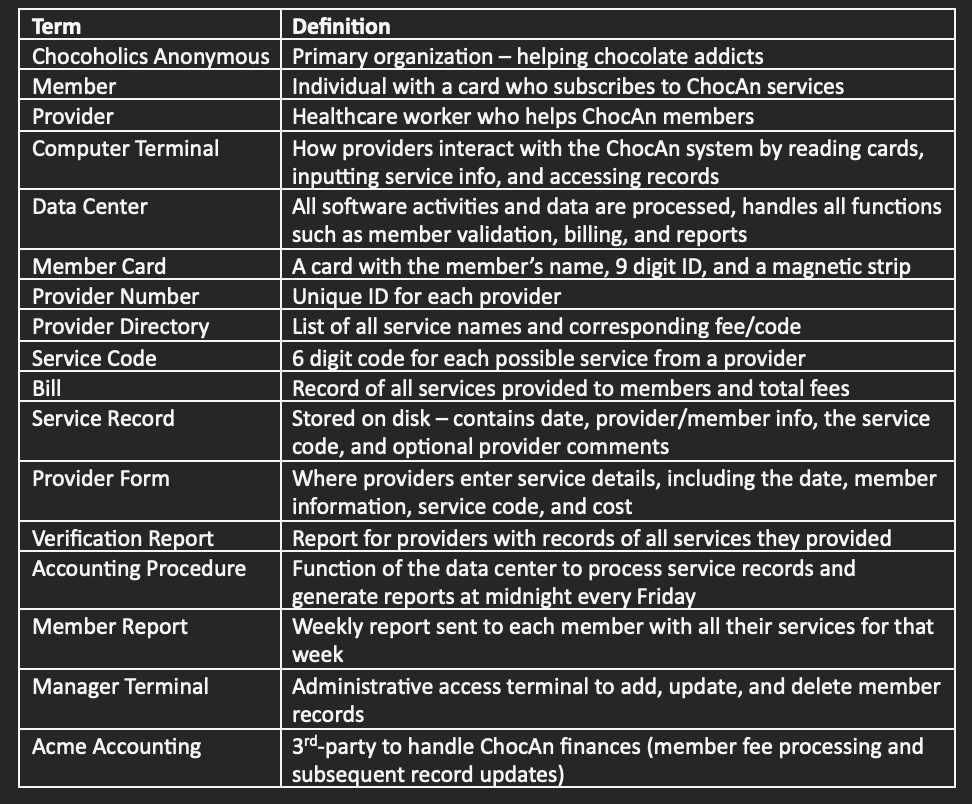 Term Definition
Chocoholics Anonymous Primary organization – helping chocolate addicts
Member Individual with a card who subscribes to ChocAn services
Provider Healthcare worker who helps ChocAn members
Computer Terminal How providers interact with the ChocAn system by reading cards,
inputting service info, and accessing records
Data Center All software activities and data are processed, handles all functions
such as member validation, billing, and reports
Member Card A card with the member’s name, 9 digit ID, and a magnetic strip
Provider Number Unique ID for each provider
Provider Directory List of all service names and corresponding fee/code
Service Code 6 digit code for each possible service from a provider
Bill Record of all services provided to members and total fees
Service Record Stored on disk – contains date, provider/member info, the service
code, and optional provider comments
Provider Form Where providers enter service details, including the date, member
information, service code, and cost
Verification Report Report for providers with records of all services they provided
Accounting Procedure Function of the data center to process service records and
generate reports at midnight every Friday
Member Report Weekly report sent to each member with all their services for that
week
Manager Terminal Administrative access terminal to add, update, and delete member
records
Acme Accounting 3rd-party to handle ChocAn finances (member fee processing and
subsequent record updates)